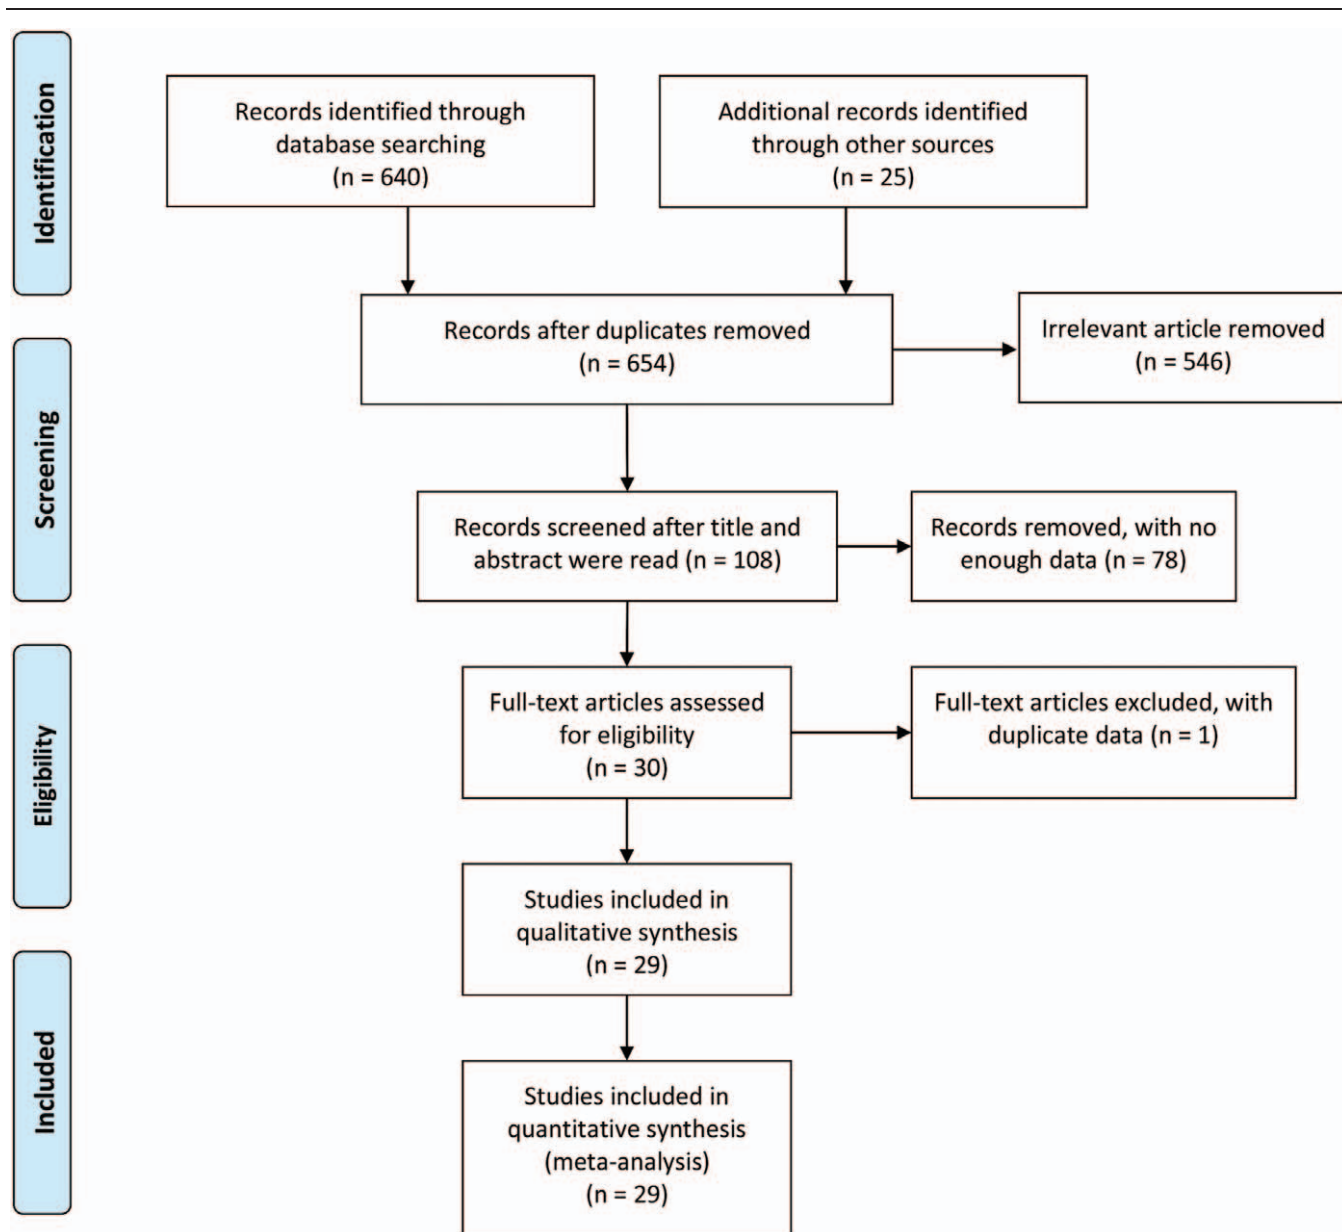 Identification
Records identified through
database searching
(n = 640)
Additional records identified
through other sources
(n = 25)
Records after duplicates removed
(n = 654)
Irrelevant article removed
(n = 546)
Screening
Records screened after title and
abstract were read (n = 108)
Records removed, with no
enough data (n = 78)
Eligibility
Full-text articles assessed
for eligibility
(n = 30)
Full-text articles excluded, with
duplicate data (n = 1)
Studies included in
qualitative synthesis
(n = 29)
Included
Studies included in
quantitative synthesis
(meta-analysis)
(n = 29)